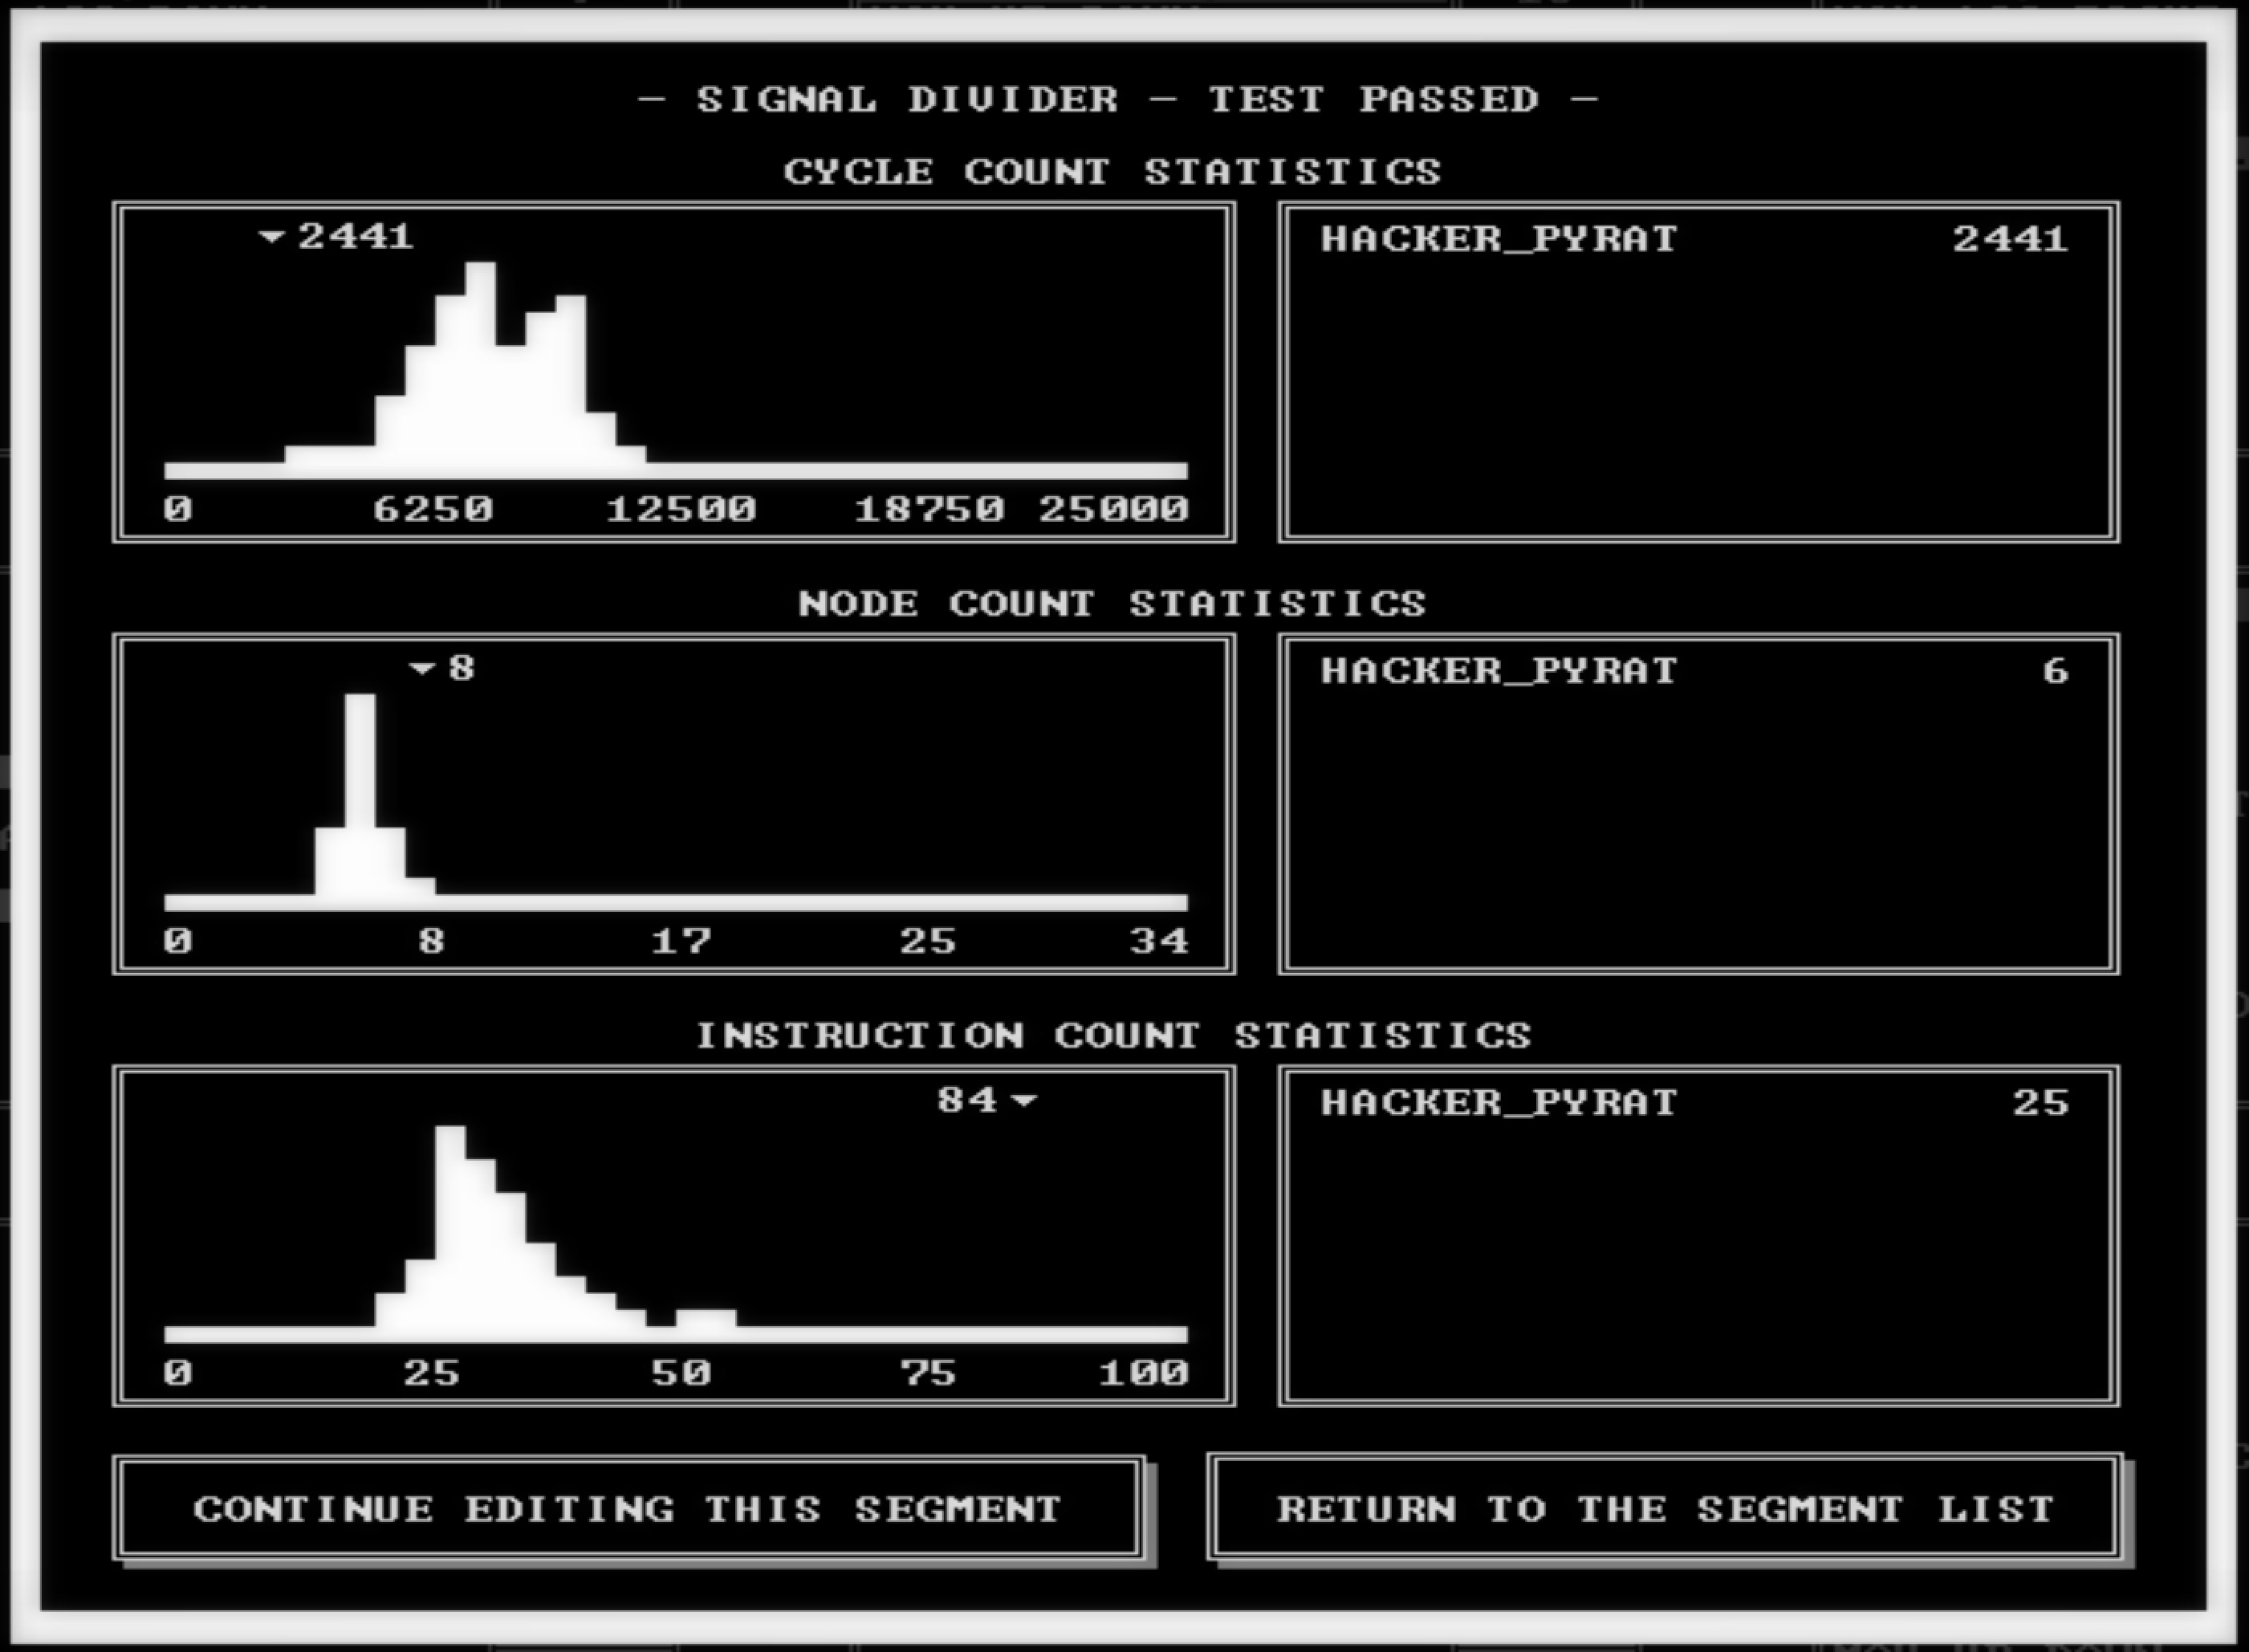 — SIGNAL DIVIDER — TEST PASSED —
CYCLE COUNT STATISTICS
2441
HACKER_PYRAT 2441
0 6250 12500 18750 25000
NODE COUNT STATISTICS
8
HACKER_PYRAT 6
0 8 17 25 34
INSTRUCTION COUNT STATISTICS
84
HACKER_PYRAT 25
0 25 50 75 100
CONTINUE EDITING THIS SEGMENT
RETURN TO THE SEGMENT LIST